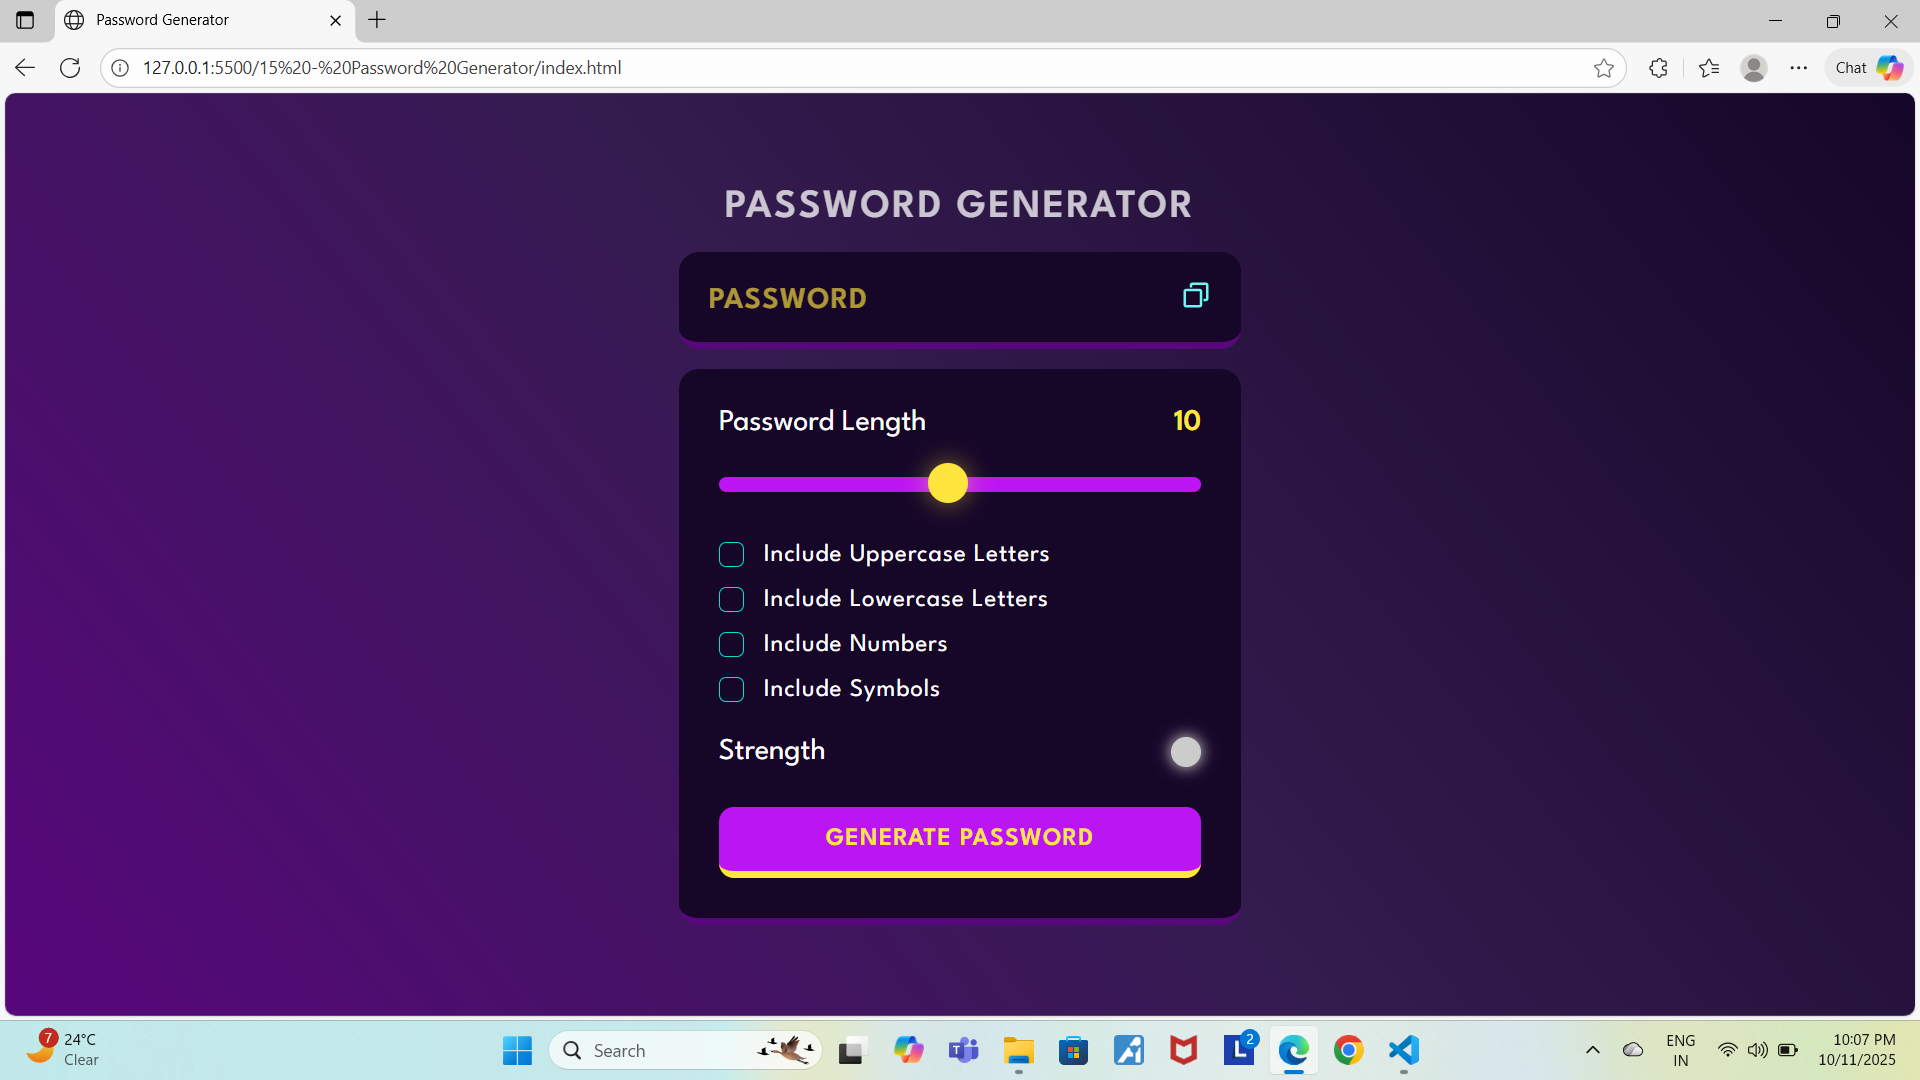 Password Generator
127.0.0.1:5500/15%20-%20Password%20Generator/index.html
Chat
PASSWORD GENERATOR
PASSWORD
Password Length 10
Include Uppercase Letters
Include Lowercase Letters
Include Numbers
Include Symbols
Strength
GENERATE PASSWORD
7 24°C
Clear
Search
T
L 2
ENG
IN
10:07 PM
10/11/2025